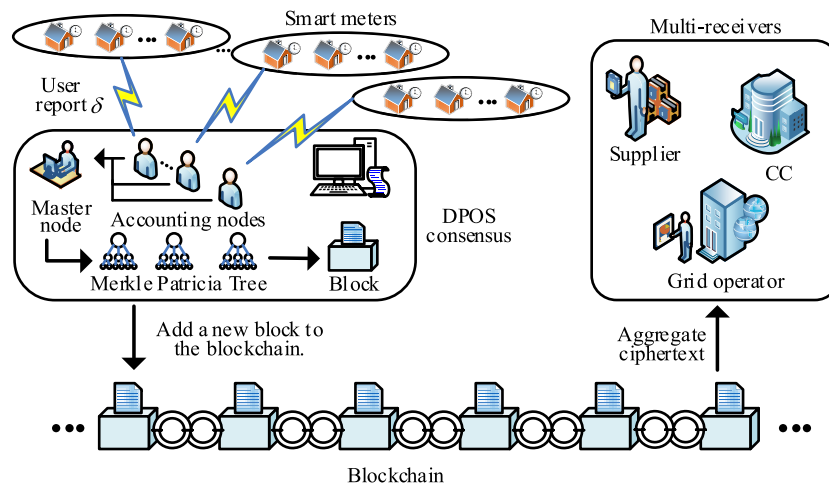 Smart meters
User
report δ
Multi-receivers
Supplier
CC
Grid operator
Master
node
Accounting nodes
DPOS
consensus
Merkle Patricia Tree
Block
Add a new block to
the blockchain.
Aggregate
ciphertext
Blockchain